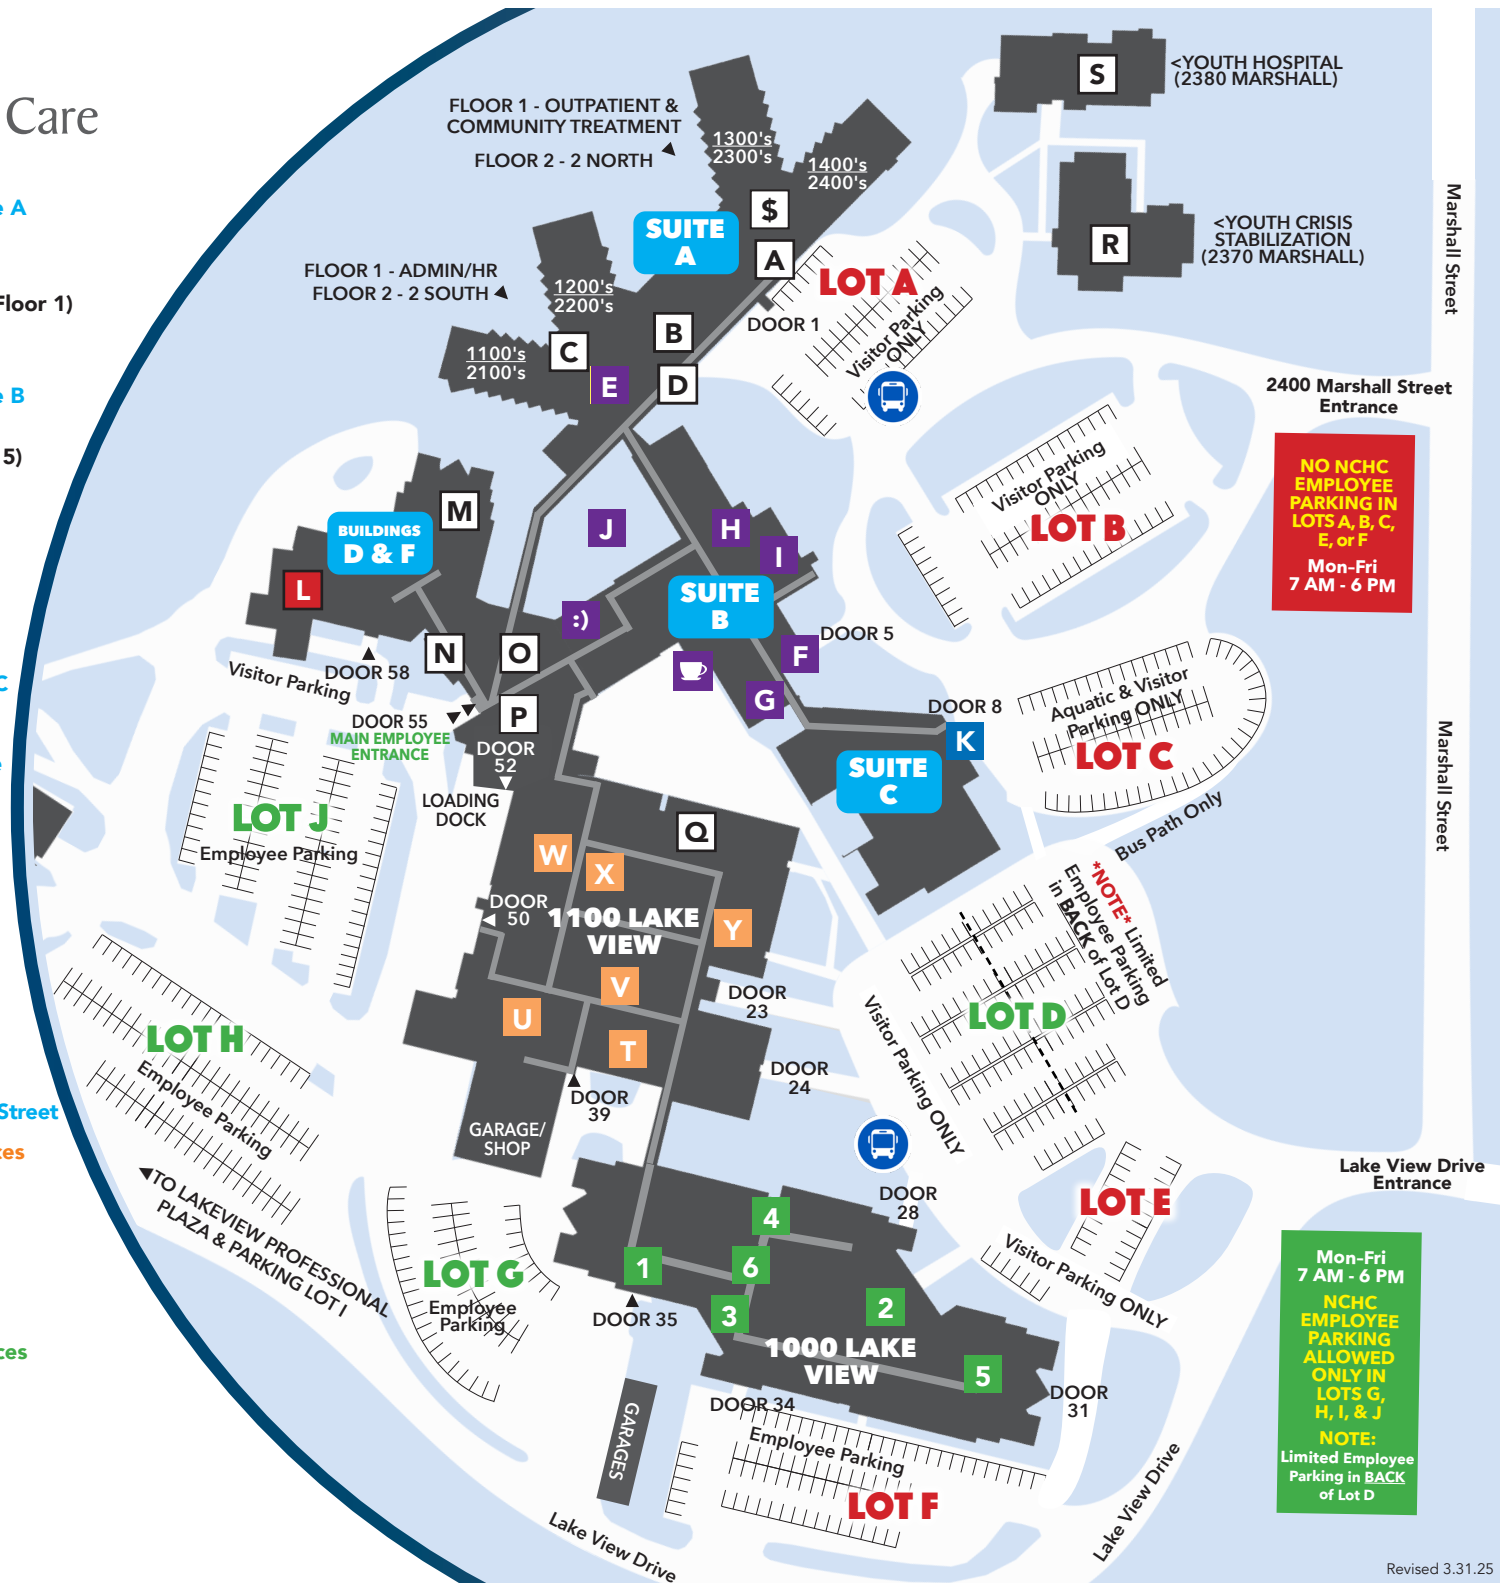 Care
e A
Floor 1)
e B
5)
C
e
Street
ces
ces
<YOUTH HOSPITAL
(2380 MARSHALL)
S
FLOOR 1 - OUTPATIENT &
COMMUNITY TREATMENT
FLOOR 2 - 2 NORTH
1300's
2300's
1400's
2400's
$
SUITE
A
A
R
<YOUTH CRISIS
STABILIZATION
(2370 MARSHALL)
Marshall Street
FLOOR 1 - ADMIN/HR
FLOOR 2 - 2 SOUTH
1200's
2200's
LOT A
Visitor Parking
ONLY
DOOR 1
B
C
1100's
2100's
E
D
2400 Marshall Street
Entrance
NO NCHC
EMPLOYEE
PARKING IN
LOTS A, B, C,
E, or F
Mon-Fri
7 AM - 6 PM
Visitor Parking
ONLY
LOT B
M
BUILDINGS
D & F
J
H
I
L
SUITE
B
:)
DOOR 5
N
O
F
DOOR 58
Visitor Parking
G
P
DOOR 55
MAIN EMPLOYEE
ENTRANCE
DOOR
52
DOOR 8
K
Aquatic & Visitor
Parking ONLY
LOT C
SUITE
C
Marshall Street
LOADING
DOCK
LOT J
Employee Parking
Q
Bus Path Only
W
X
DOOR
50
1100 LAKE
VIEW
Y
*NOTE* Limited
Employee Parking
in BACK of Lot D
V
DOOR
23
U
LOT D
Visitor Parking ONLY
LOT H
Employee Parking
T
DOOR
24
DOOR
39
GARAGE/
SHOP
Lake View Drive
Entrance
TO LAKEVIEW PROFESSIONAL
PLAZA & PARKING LOT I
DOOR
28
LOT E
4
Visitor Parking ONLY
LOT G
Employee
Parking
1
6
3
2
DOOR 35
1000 LAKE
VIEW
5
Mon-Fri
7 AM - 6 PM
NCHC
EMPLOYEE
PARKING
ALLOWED
ONLY IN
LOTS G,
H, I, & J
NOTE:
Limited Employee
Parking in BACK
of Lot D
DOOR
31
DOOR 34
GARAGES
Employee Parking
LOT F
Lake View Drive
Lake View Drive
Revised 3.31.25